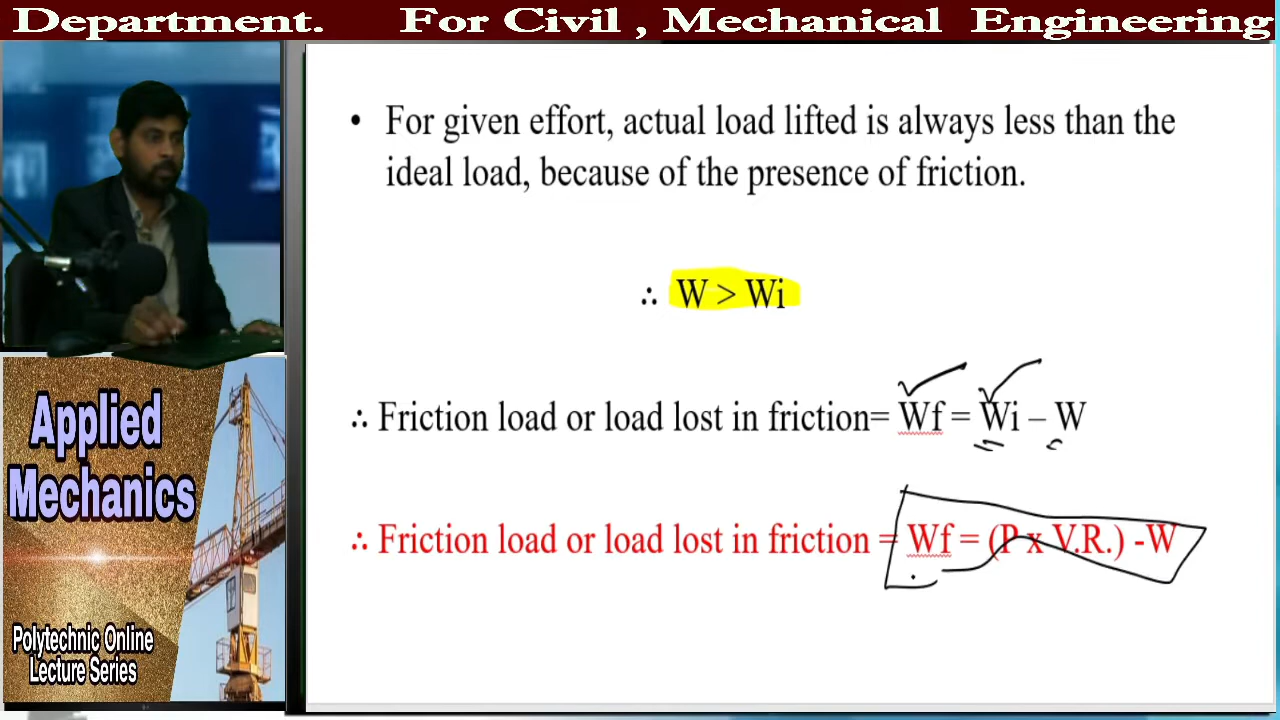 Department. For Civil , Mechanical Engineering
• For given effort, actual load lifted is always less than the
ideal load, because of the presence of friction.
∴ W > Wi
∴ Friction load or load lost in friction= Wf = Wi – W
∴ Friction load or load lost in friction = Wf = (P x V.R.) -W
Applied
Mechanics
Polytechnic Online
Lecture Series